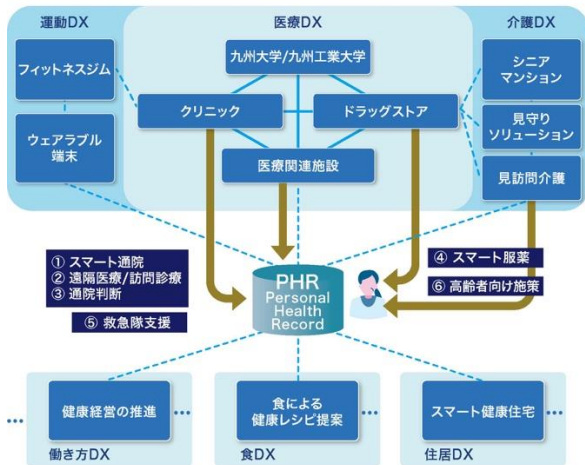 運動DX
医療DX
介護DX
九州大学/九州工業大学
フィットネスジム
シニア
マンション
クリニック
ドラッグストア
ウェアラブル
端末
見守り
ソリューション
医療関連施設
見訪問介護
① スマート通院
② 遠隔医療/訪問診療
③ 通院判断
⑤ 救急隊支援
PHR
Personal
Health
Record
④ スマート服薬
⑥ 高齢者向け施策
… 健康経営の推進 …
働き方DX
食による
健康レシピ提案 …
食DX
スマート健康住宅 … …
住居DX